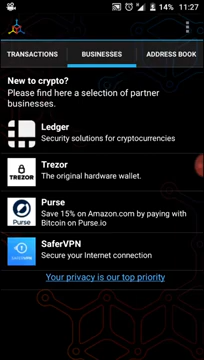 14% 11:27
TRANSACTIONS BUSINESSES ADDRESS BOOK
New to crypto?
Please find here a selection of partner
businesses.
Ledger
Security solutions for cryptocurrencies
TREZOR
Trezor
The original hardware wallet.
Purse
Purse
Save 15% on Amazon.com by paying with
Bitcoin on Purse.io
SaferVPN
Secure your Internet connection
Your privacy is our top priority